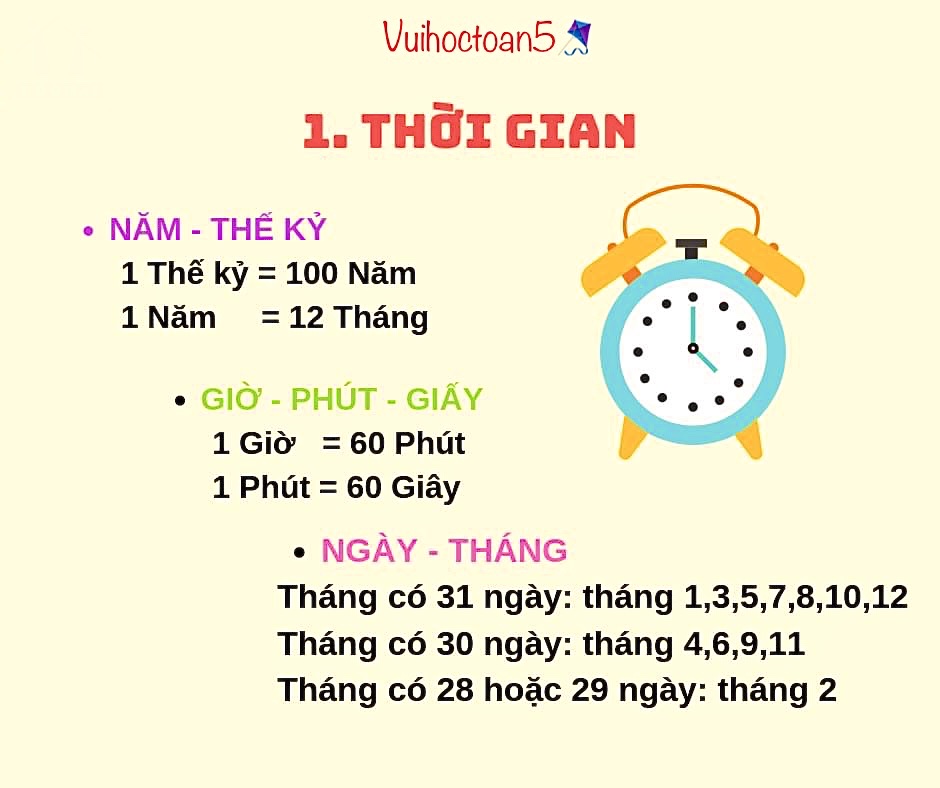 Vuihoctoan5
1. THỜI GIAN
NĂM - THẾ KỶ
1 Thế kỷ = 100 Năm
1 Năm = 12 Tháng
GIỜ - PHÚT - GIẤY
1 Giờ = 60 Phút
1 Phút = 60 Giây
NGÀY - THÁNG
Tháng có 31 ngày: tháng 1,3,5,7,8,10,12
Tháng có 30 ngày: tháng 4,6,9,11
Tháng có 28 hoặc 29 ngày: tháng 2